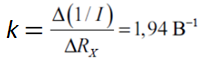 k = Δ(1/I) / ΔR_X = 1,94 В⁻¹